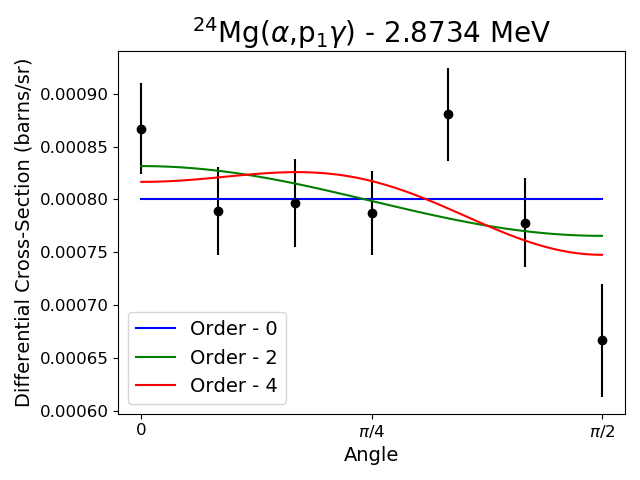 ²⁴Mg(α,p₁γ) - 2.8734 MeV
Differential Cross-Section (barns/sr)
0.00090
0.00085
0.00080
0.00075
0.00070
0.00065
0.00060
Order - 0
Order - 2
Order - 4
0
π/4
π/2
Angle